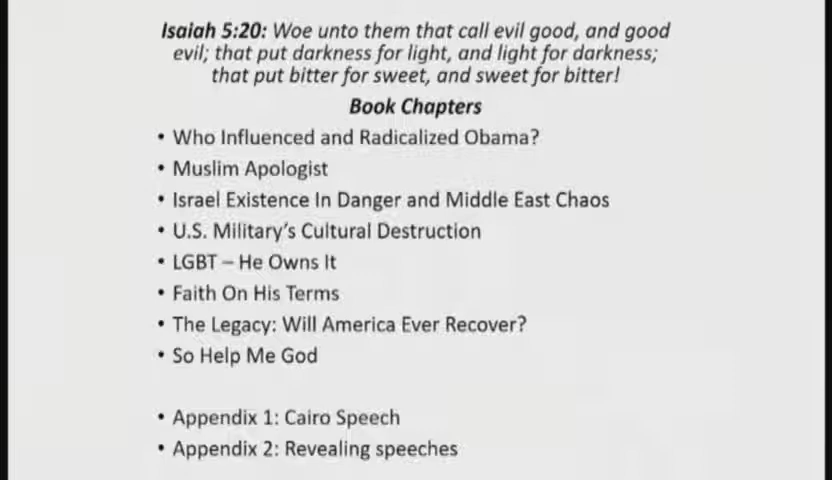 Isaiah 5:20: Woe unto them that call evil good, and good
evil; that put darkness for light, and light for darkness;
that put bitter for sweet, and sweet for bitter!
Book Chapters
• Who Influenced and Radicalized Obama?
• Muslim Apologist
• Israel Existence In Danger and Middle East Chaos
• U.S. Military's Cultural Destruction
• LGBT – He Owns It
• Faith On His Terms
• The Legacy: Will America Ever Recover?
• So Help Me God
• Appendix 1: Cairo Speech
• Appendix 2: Revealing speeches